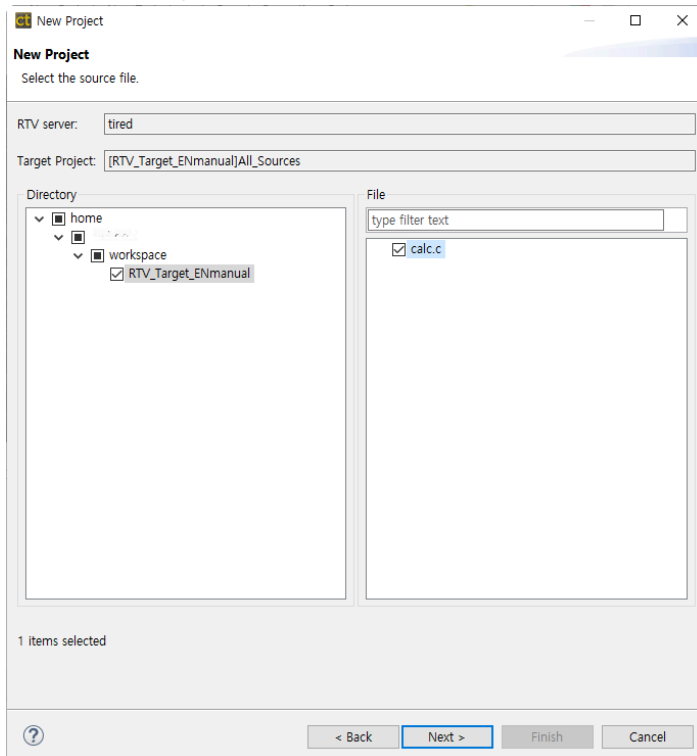 ct New Project
New Project
Select the source file.
RTV server: tired
Target Project: [RTV_Target_ENmanual]All_Sources
Directory
home
workspace
RTV_Target_ENmanual
File
type filter text
calc.c
1 items selected
?
< Back Next > Finish Cancel